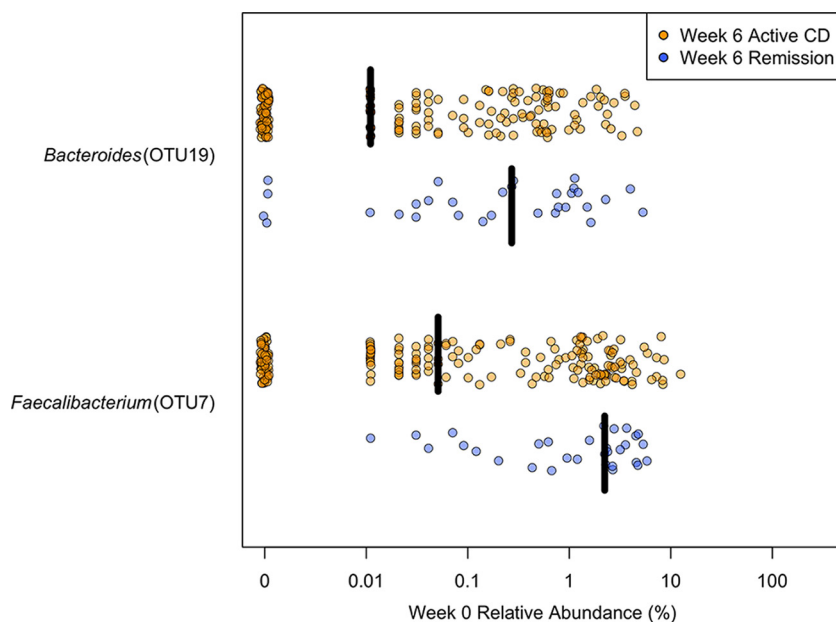 Week 6 Active CD
Week 6 Remission
Bacteroides(OTU19)
Faecalibacterium(OTU7)
0 0.01 0.1 1 10 100
Week 0 Relative Abundance (%)